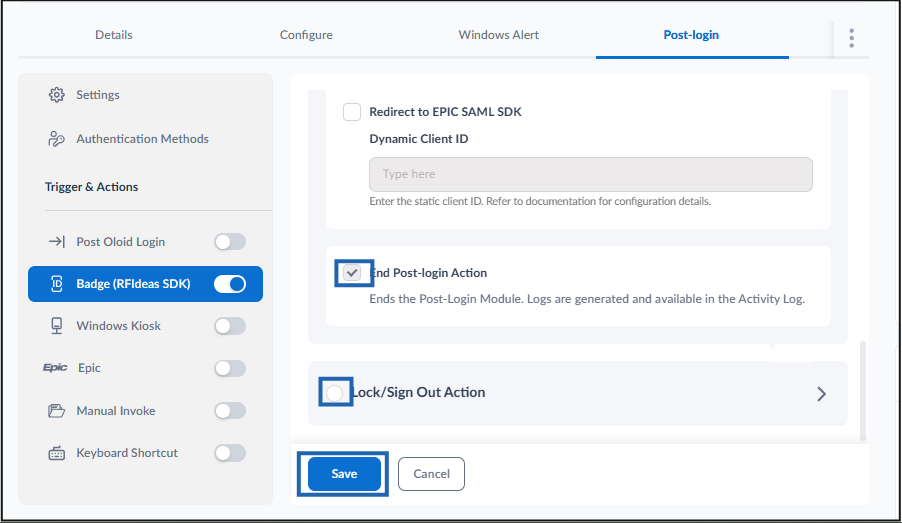 Details
Configure
Windows Alert
Post-login
Settings
Authentication Methods
Trigger & Actions
Post Oloid Login
Badge (RFIdeas SDK)
Windows Kiosk
Epic Epic
Manual Invoke
Keyboard Shortcut
Redirect to EPIC SAML SDK
Dynamic Client ID
Type here
Enter the static client ID. Refer to documentation for configuration details.
End Post-login Action
Ends the Post-Login Module. Logs are generated and available in the Activity Log.
Lock/Sign Out Action
Save
Cancel